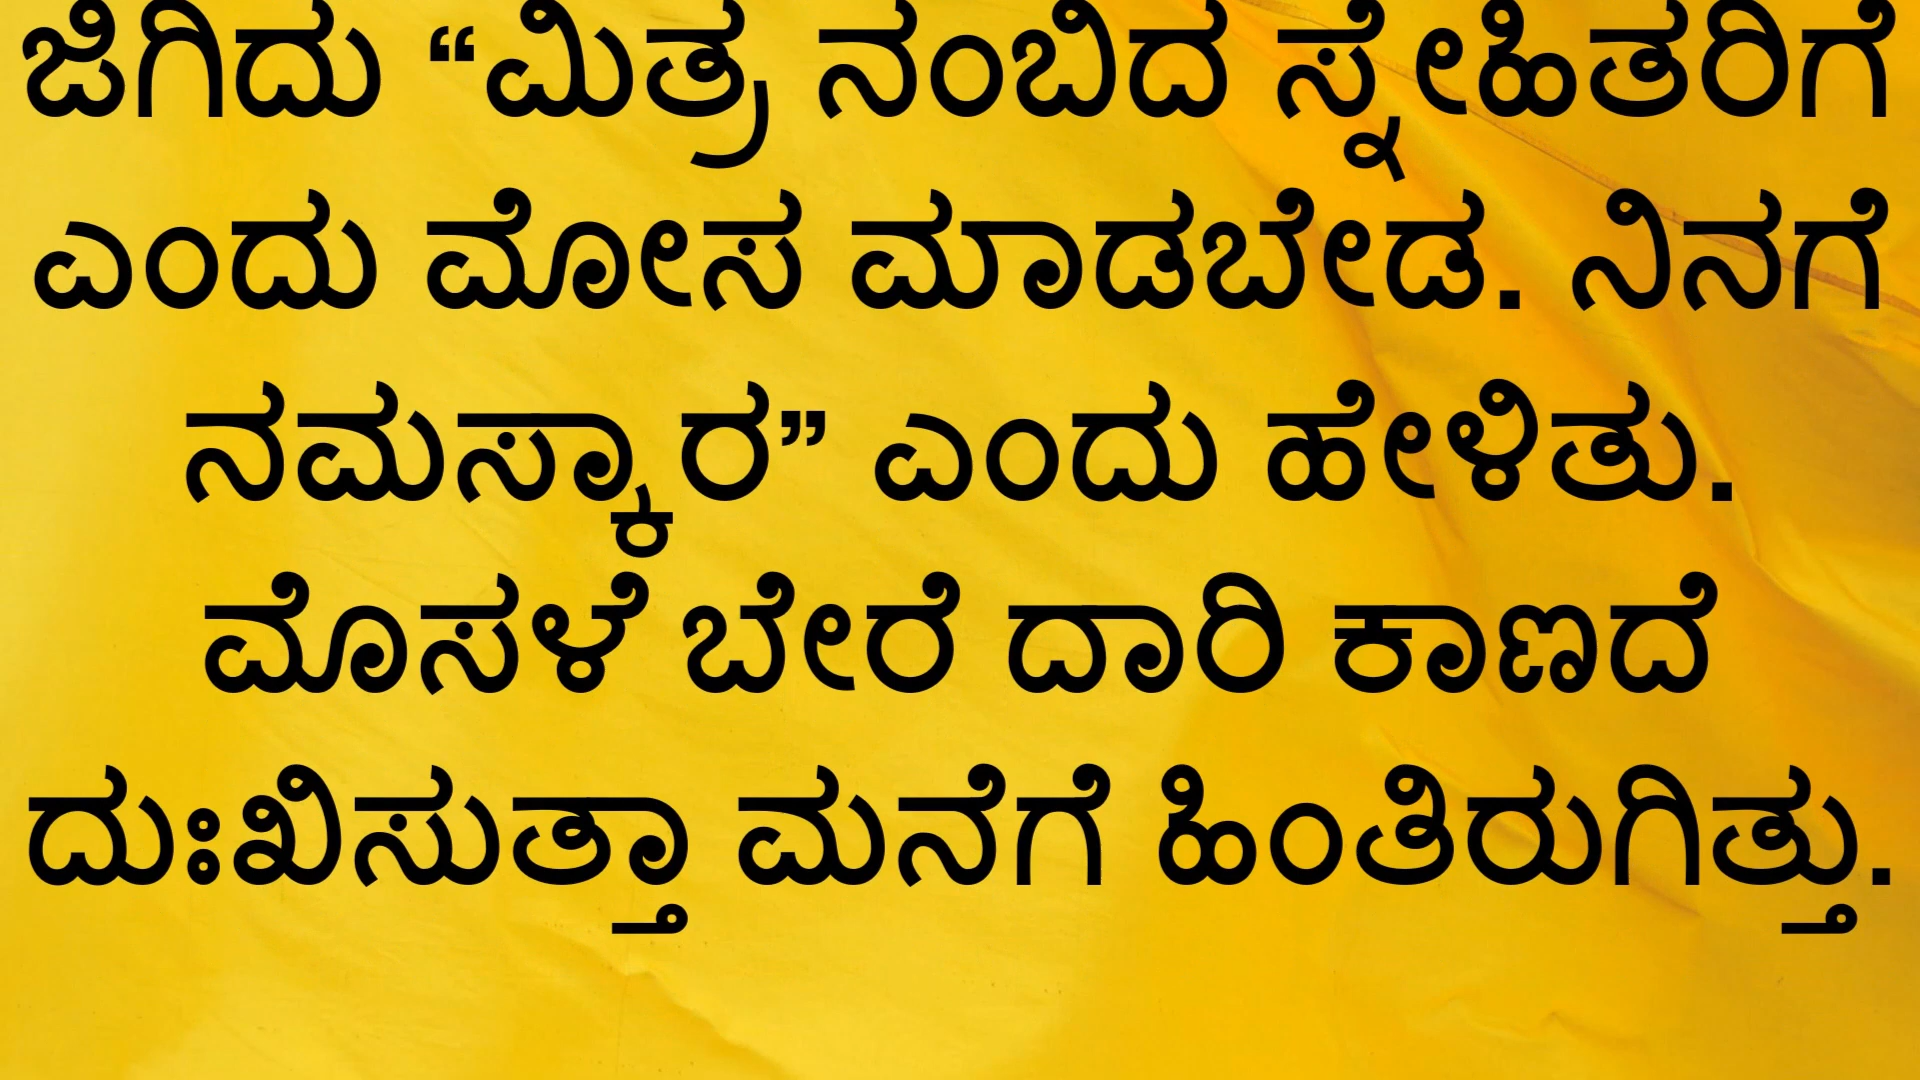 ಜಿಗಿದು “ಮಿತ್ರ ನಂಬಿದ ಸ್ನೇಹಿತರಿಗೆ
ಎಂದು ಮೋಸ ಮಾಡಬೇಡ. ನಿನಗೆ
ನಮಸ್ಕಾರ” ಎಂದು ಹೇಳಿತು.
ಮೊಸಳೆ ಬೇರೆ ದಾರಿ ಕಾಣದೆ
ದುಃಖಿಸುತ್ತಾ ಮನೆಗೆ ಹಿಂತಿರುಗಿತ್ತು.